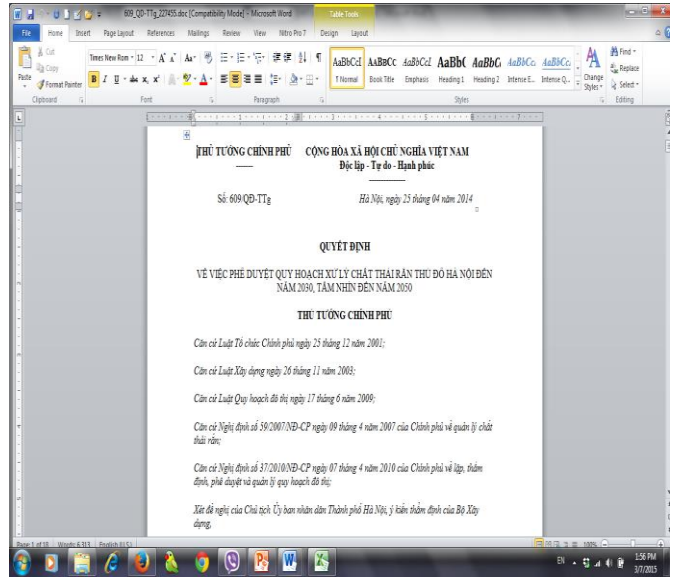 609_QD-TTg_227455.doc [Compatibility Mode] - Microsoft Word
Table Tools
File Home Insert Page Layout References Mailings Review View Nitro Pro 7 Design Layout
Cut
Copy
Format Painter
Paste
Times New Rom 12
AaBbCcI AaBbCc AaBbCcI AaBb( AaBbC( AaBbCc AaBbCc
¶ Normal Book Title Emphasis Heading 1 Heading 2 Intense E... Intense Q...
Change Styles
Find
Replace
Select
Clipboard Font Paragraph Styles Editing
THỦ TƯỚNG CHÍNH PHỦ CỘNG HÒA XÃ HỘI CHỦ NGHĨA VIỆT NAM
Độc lập - Tự do - Hạnh phúc
Số: 609/QĐ-TTg Hà Nội, ngày 25 tháng 04 năm 2014
QUYẾT ĐỊNH
VỀ VIỆC PHÊ DUYỆT QUY HOẠCH XỬ LÝ CHẤT THẢI RẮN THỦ ĐÔ HÀ NỘI ĐẾN
NĂM 2030, TẦM NHÌN ĐẾN NĂM 2050
THỦ TƯỚNG CHÍNH PHỦ
Căn cứ Luật Tổ chức Chính phủ ngày 25 tháng 12 năm 2001;
Căn cứ Luật Xây dựng ngày 26 tháng 11 năm 2003;
Căn cứ Luật Quy hoạch đô thị ngày 17 tháng 6 năm 2009;
Căn cứ Nghị định số 59/2007/NĐ-CP ngày 09 tháng 4 năm 2007 của Chính phủ về quản lý chất
thải rắn;
Căn cứ Nghị định số 37/2010/NĐ-CP ngày 07 tháng 4 năm 2010 của Chính phủ về lập, thẩm
định, phê duyệt và quản lý quy hoạch đô thị;
Xét đề nghị của Chủ tịch Ủy ban nhân dân Thành phố Hà Nội, ý kiến thẩm định của Bộ Xây
dựng,
Page: 1 of 18 Words: 6,313 English (U.S.) 100%
EN 1:56 PM
3/7/2015